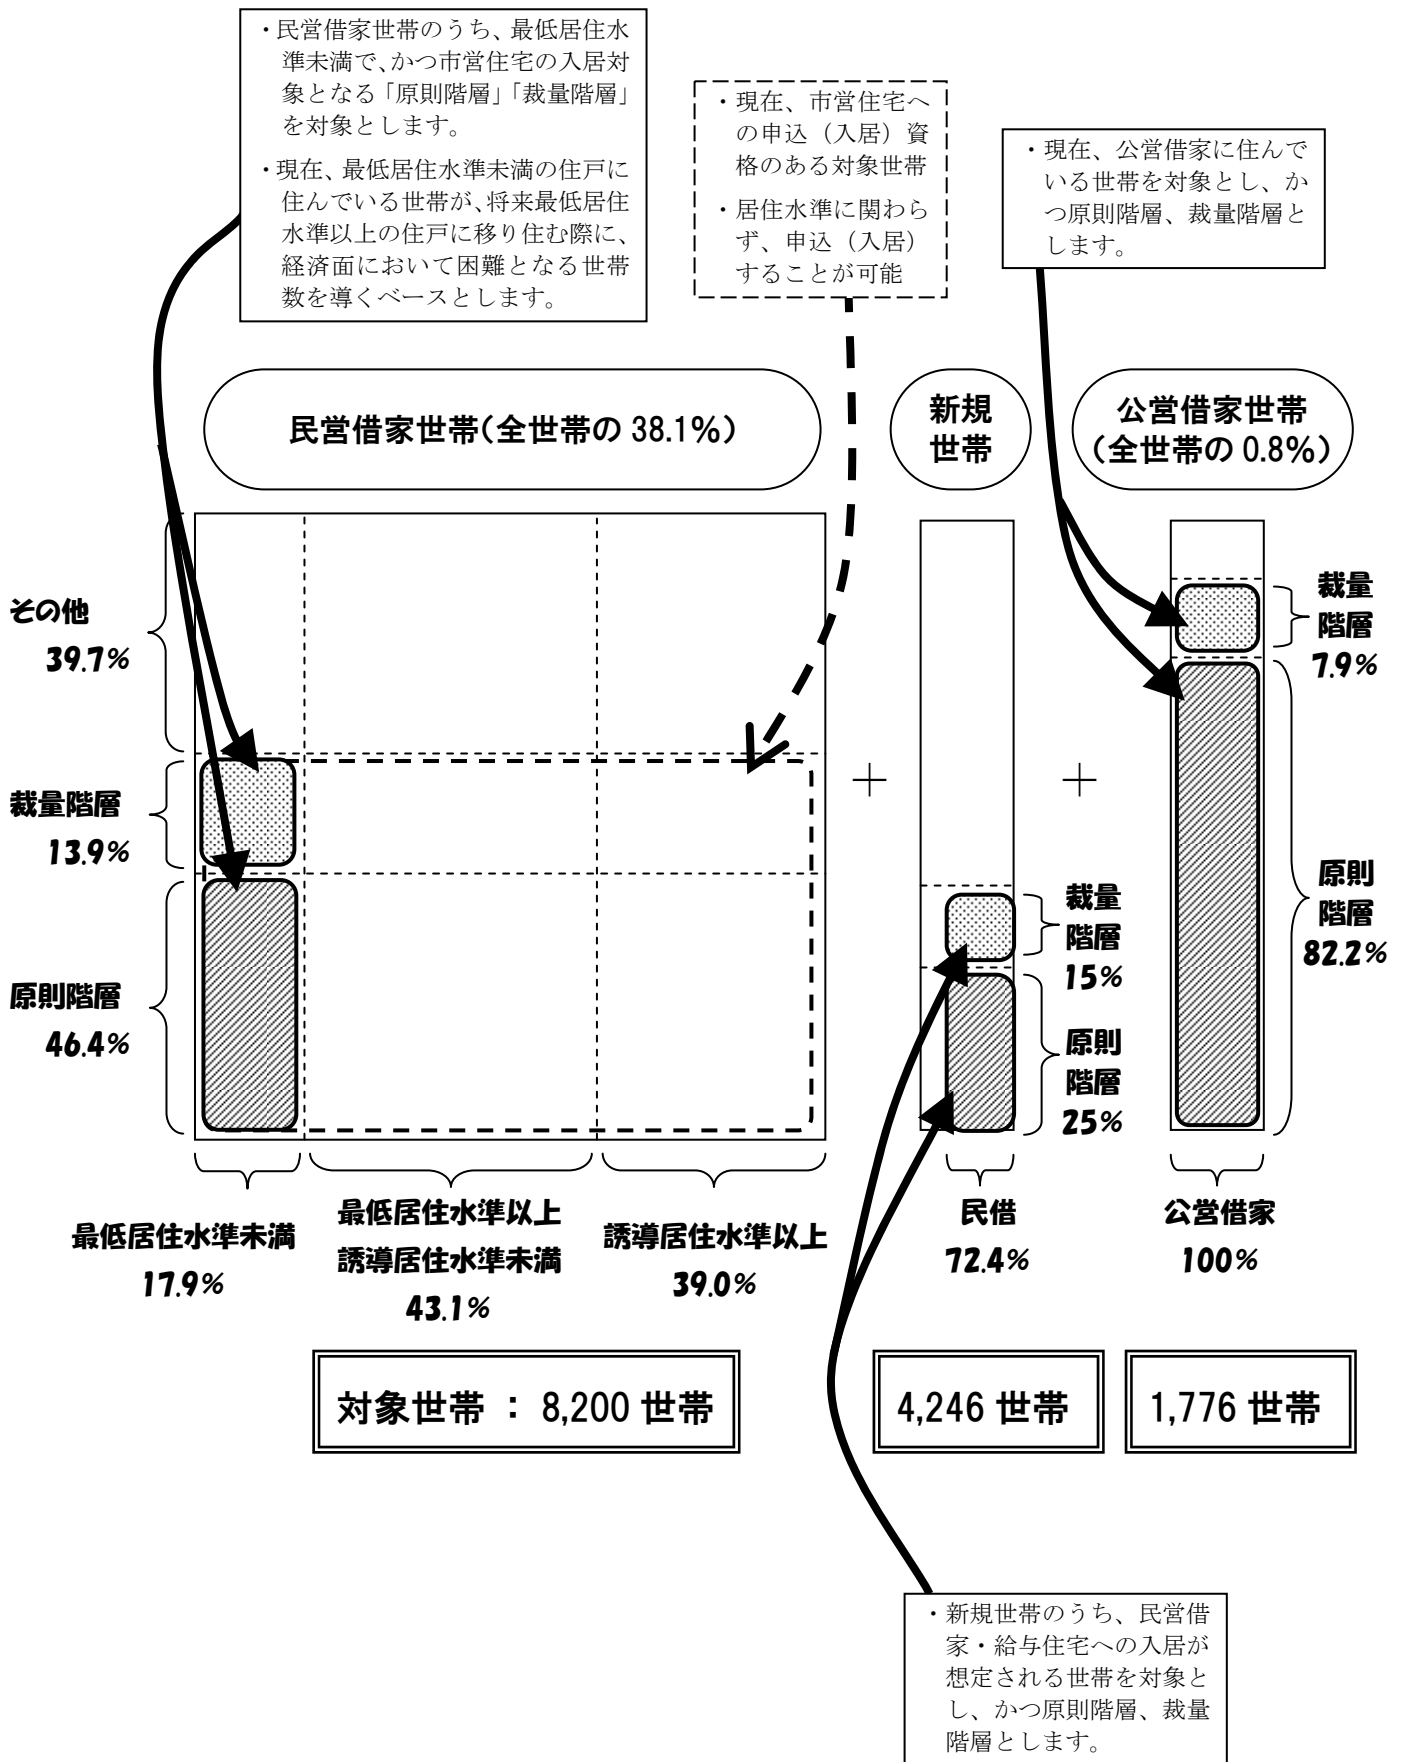 ・民営借家世帯のうち、最低居住水
準未満で、かつ市営住宅の入居対
象となる「原則階層」「裁量階層」
を対象とします。
・現在、最低居住水準未満の住戸に
住んでいる世帯が、将来最低居住
水準以上の住戸に移り住む際に、
経済面において困難となる世帯
数を導くベースとします。
・現在、市営住宅へ
の申込（入居）資
格のある対象世帯
・居住水準に関わら
ず、申込（入居）
することが可能
・現在、公営借家に住んで
いる世帯を対象とし、か
つ原則階層、裁量階層と
します。
民営借家世帯（全世帯の 38.1%）
新規
世帯
公営借家世帯
（全世帯の 0.8%）
その他
39.7%
裁量階層
13.9%
原則階層
46.4%
＋
＋
裁量
階層
15%
原則
階層
25%
裁量
階層
7.9%
原則
階層
82.2%
最低居住水準未満
17.9%
最低居住水準以上
誘導居住水準未満
43.1%
誘導居住水準以上
39.0%
民借
72.4%
公営借家
100%
対象世帯 ： 8,200 世帯
4,246 世帯
1,776 世帯
・新規世帯のうち、民営借
家・給与住宅への入居が
想定される世帯を対象と
し、かつ原則階層、裁量
階層とします。